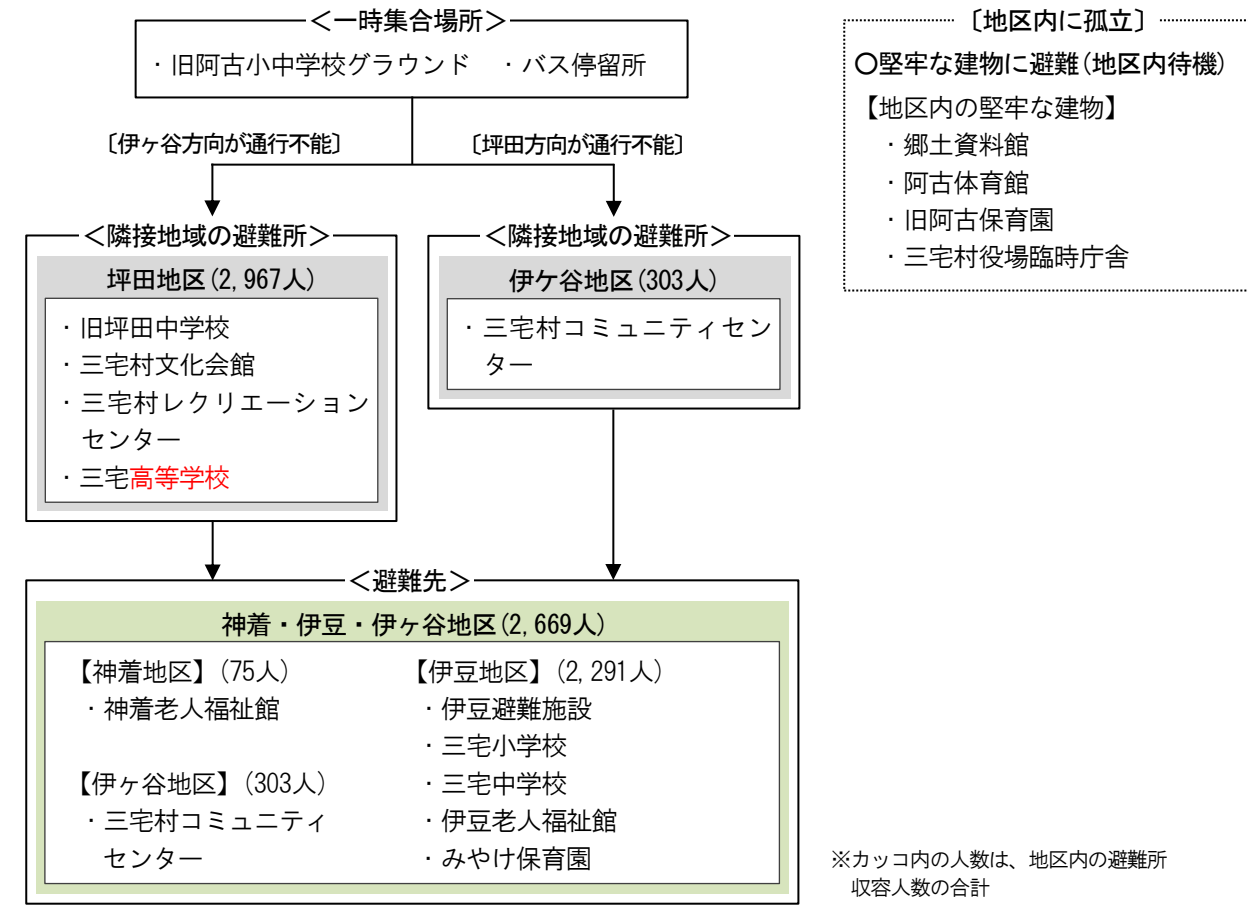 ＜一時集合場所＞
・旧阿古小中学校グラウンド　・バス停留所
〔伊ヶ谷方向が通行不能〕
〔坪田方向が通行不能〕
＜隣接地域の避難所＞
坪田地区(2,967人)
・旧坪田中学校
・三宅村文化会館
・三宅村レクリエーション
センター
・三宅高等学校
＜隣接地域の避難所＞
伊ケ谷地区(303人)
・三宅村コミュニティセン
ター
＜避難先＞
神着・伊豆・伊ヶ谷地区(2,669人)
【神着地区】(75人)
・神着老人福祉館
【伊ヶ谷地区】(303人)
・三宅村コミュニティ
センター
【伊豆地区】(2,291人)
・伊豆避難施設
・三宅小学校
・三宅中学校
・伊豆老人福祉館
・みやけ保育園
〔地区内に孤立〕
○堅牢な建物に避難(地区内待機)
【地区内の堅牢な建物】
・郷土資料館
・阿古体育館
・旧阿古保育園
・三宅村役場臨時庁舎
※カッコ内の人数は、地区内の避難所
収容人数の合計